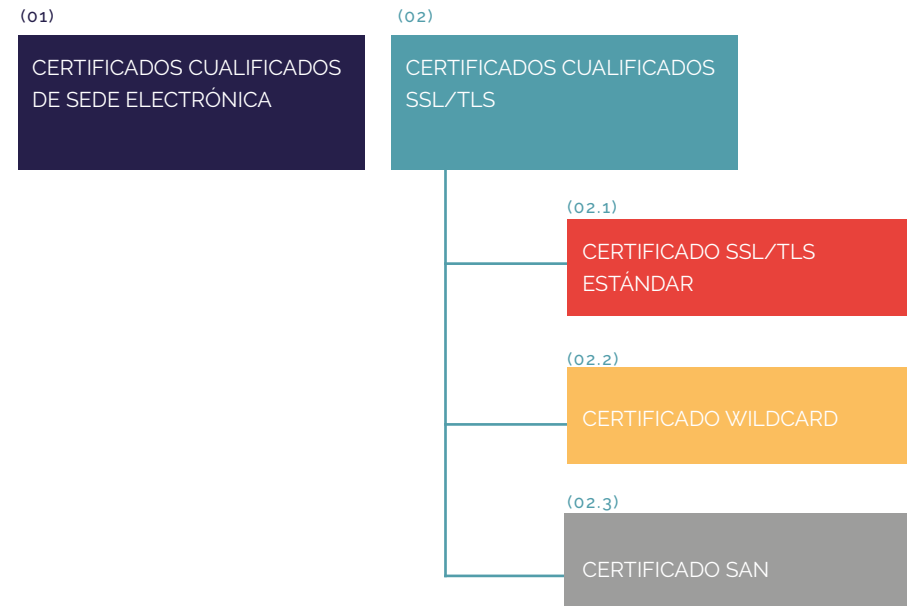 (01)
CERTIFICADOS CUALIFICADOS
DE SEDE ELECTRÓNICA
(02)
CERTIFICADOS CUALIFICADOS
SSL/TLS
(02.1)
CERTIFICADO SSL/TLS
ESTÁNDAR
(02.2)
CERTIFICADO WILDCARD
(02.3)
CERTIFICADO SAN